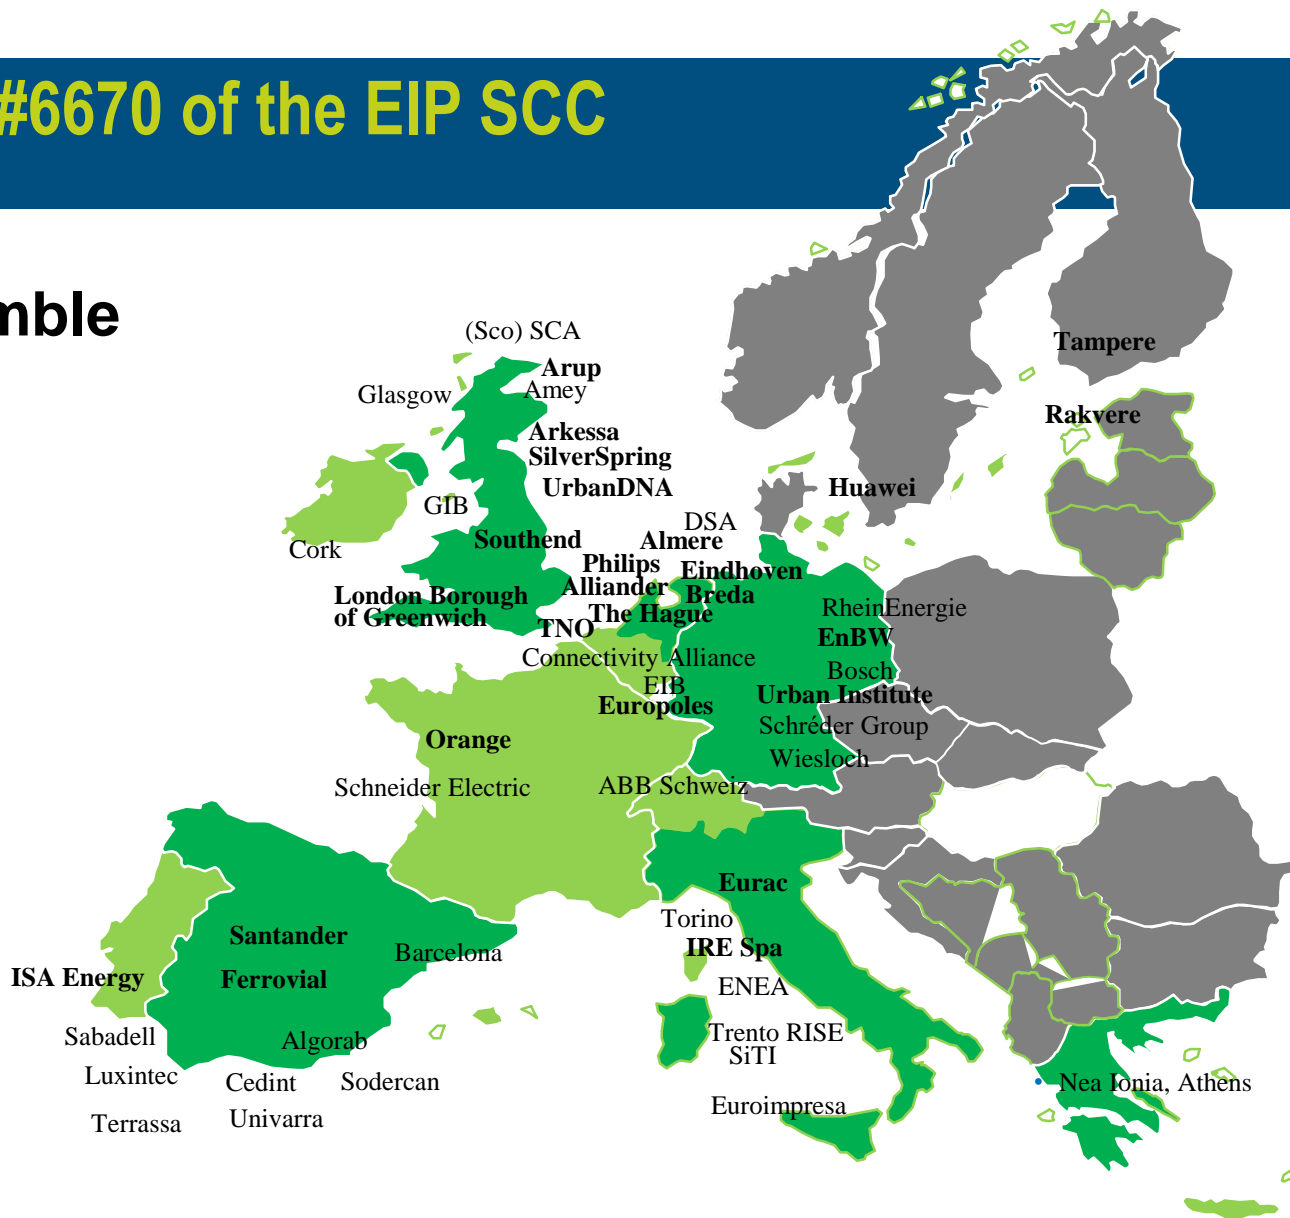 #6670 of the EIP SCC
mble
(Sco) SCA
Tampere
Arup
Glasgow
Amey
Rakvere
Arkessa
SilverSpring
UrbanDNA
Huawei
GIB
DSA
Cork
Southend
Almere
Philips
Eindhoven
Alliander
Breda
London Borough
of Greenwich
The Hague
RheinEnergie
TNO
EnBW
Connectivity Alliance
Bosch
EIB
Urban Institute
Europoles
Schréder Group
Orange
Wiesloch
Schneider Electric
ABB Schweiz
Eurac
Torino
Santander
IRE Spa
Barcelona
ISA Energy
Ferrovial
ENEA
Sabadell
Algorab
Trento RISE
SiTI
Luxintec
Cedint
Sodercan
Nea Ionia, Athens
Terrassa
Univarra
Euroimpresa